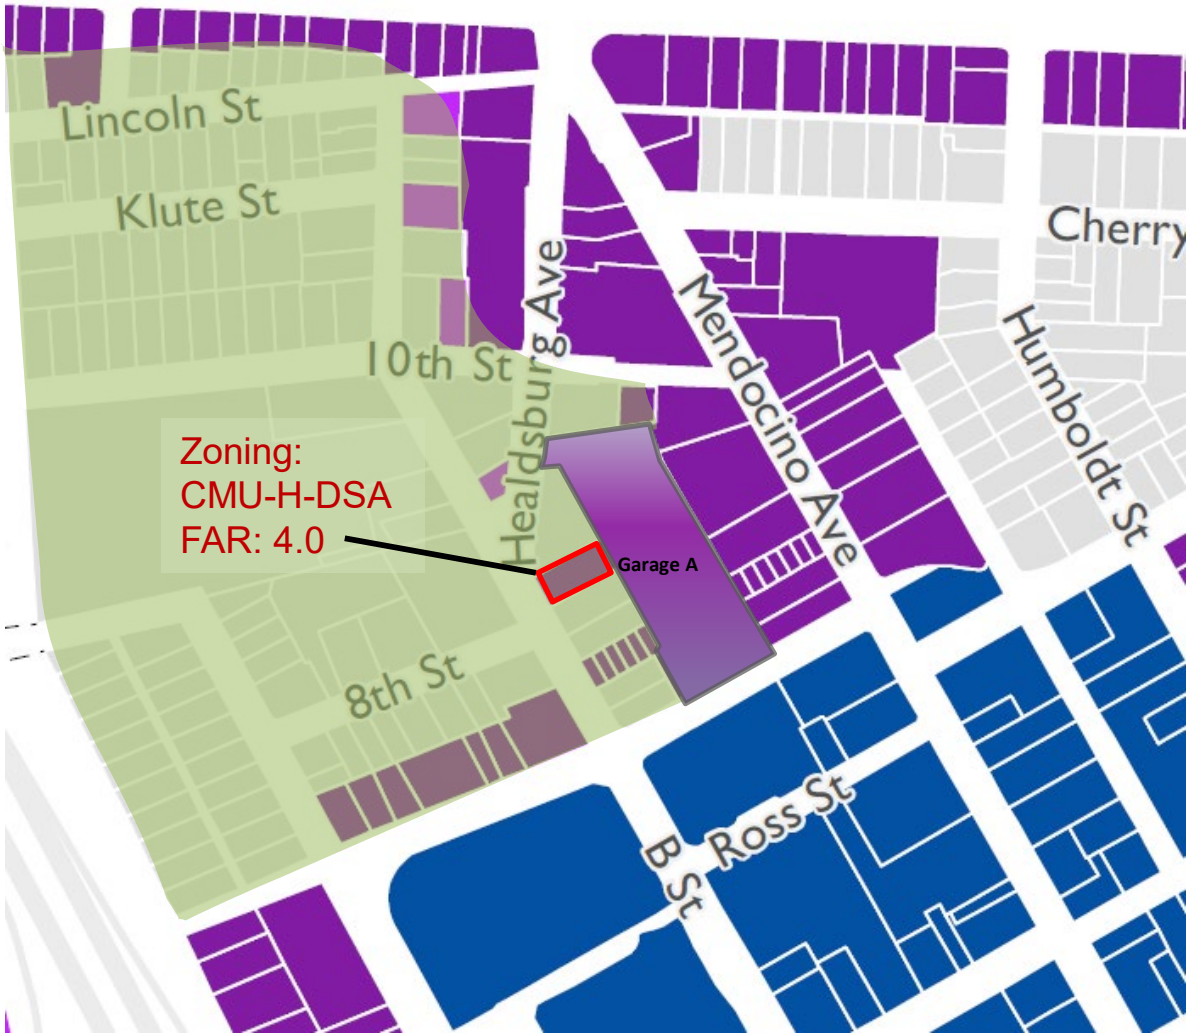 Lincoln St
Klute St
Cherry
Healdsburg Ave
Mendocino Ave
Humboldt St
10th St
Zoning:
CMU-H-DSA
FAR: 4.0
Garage A
8th St
Ross St
B St